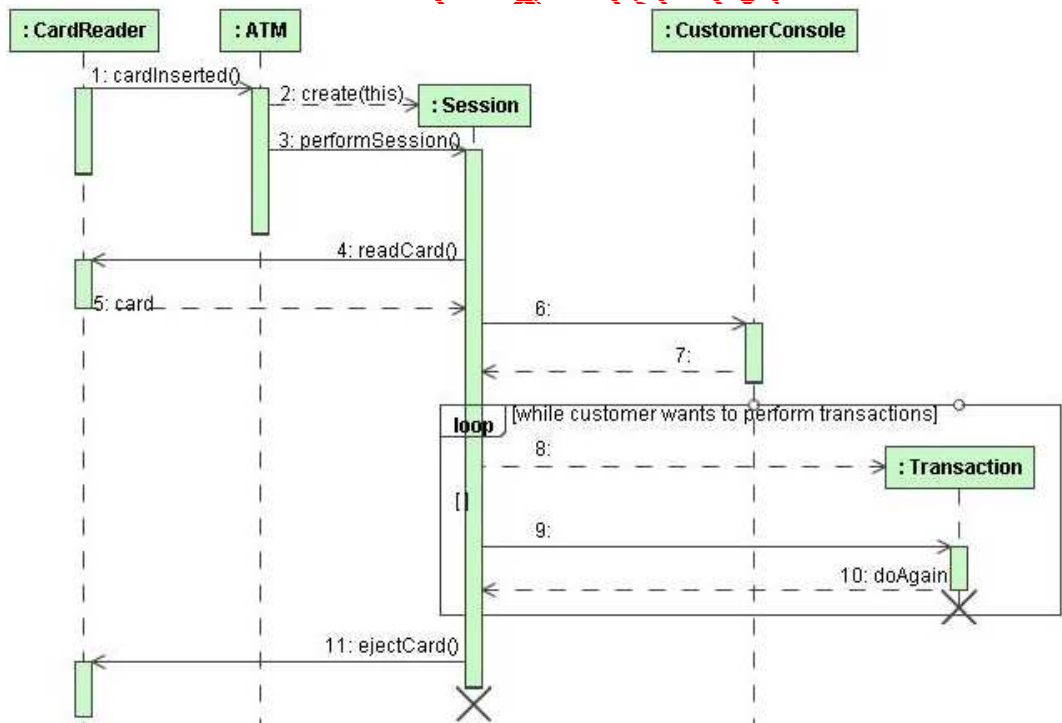 : CardReader
: ATM
: CustomerConsole
1: cardInserted()
2: create(this)
: Session
3: performSession()
4: readCard()
5: card
6:
7:
loop
[while customer wants to perform transactions]
8:
: Transaction
[]
9:
10: doAgain
11: ejectCard()